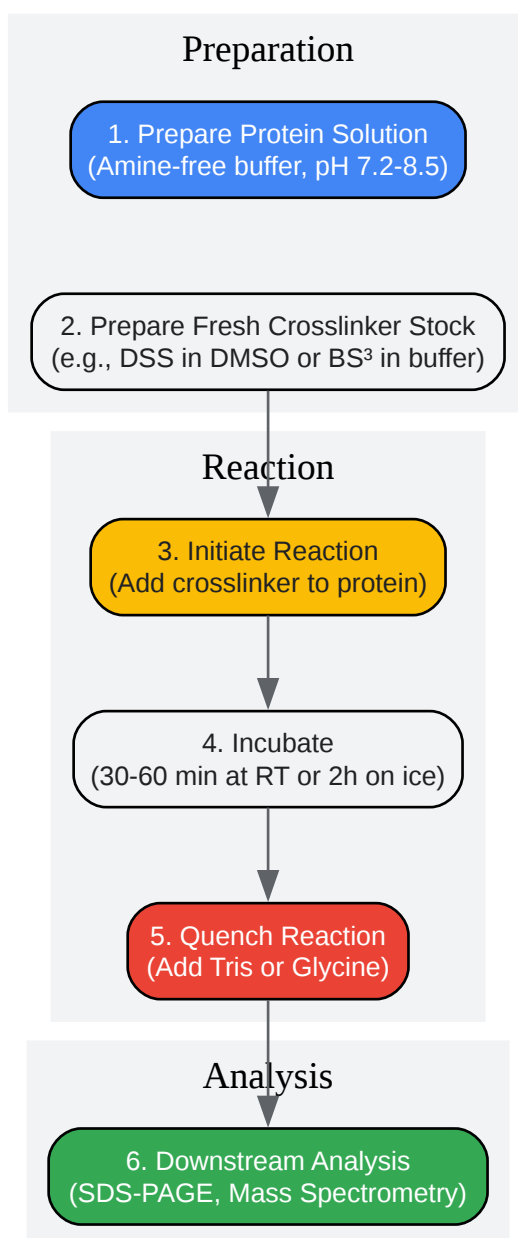 Preparation
1. Prepare Protein Solution
(Amine-free buffer, pH 7.2-8.5)
2. Prepare Fresh Crosslinker Stock
(e.g., DSS in DMSO or BS³ in buffer)
Reaction
3. Initiate Reaction
(Add crosslinker to protein)
4. Incubate
(30-60 min at RT or 2h on ice)
5. Quench Reaction
(Add Tris or Glycine)
Analysis
6. Downstream Analysis
(SDS-PAGE, Mass Spectrometry)